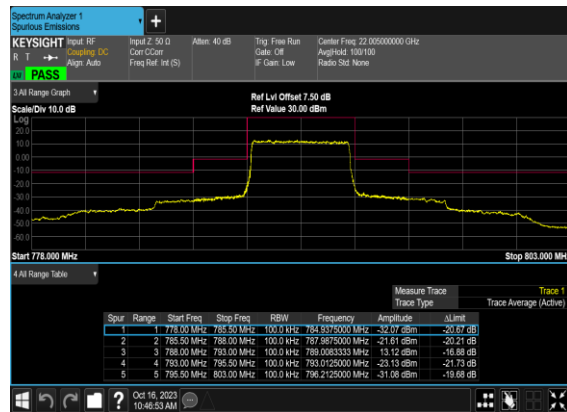 Spectrum Analyzer 1
Spurious Emissions
+
KEYSIGHT Input: RF Input Z: 50 Ω Atten: 40 dB Trig: Free Run Center Freq: 22.005000000 GHz
R T Coupling: DC Corr CCorr Gate: Off Avg|Hold: 100/100
Align: Auto Freq Ref: Int (S) IF Gain: Low Radio Std: None
PASS
3 All Range Graph
Scale/Div 10.0 dB Ref Lvl Offset 7.50 dB
Ref Value 30.00 dBm
Log
20.0
10.0
0.00
-10.0
-20.0
-30.0
-40.0
-50.0
-60.0
Start 778.000 MHz Stop 803.000 MH
4 All Range Table
Measure Trace Trace 1
Trace Type Trace Average (Active)
Spur Range Start Freq Stop Freq RBW Frequency Amplitude ΔLimit
1 1 778.00 MHz 785.50 MHz 100.0 kHz 784.9375000 MHz -32.07 dBm -20.67 dB
2 2 785.50 MHz 788.00 MHz 100.0 kHz 787.9875000 MHz -21.61 dBm -20.21 dB
3 3 788.00 MHz 793.00 MHz 100.0 kHz 789.0083333 MHz 13.12 dBm -16.88 dB
4 4 793.00 MHz 795.50 MHz 100.0 kHz 793.0125000 MHz -23.13 dBm -21.73 dB
5 5 795.50 MHz 803.00 MHz 100.0 kHz 796.2125000 MHz -31.08 dBm -19.68 dB
? Oct 16, 2023
10:46:53 AM